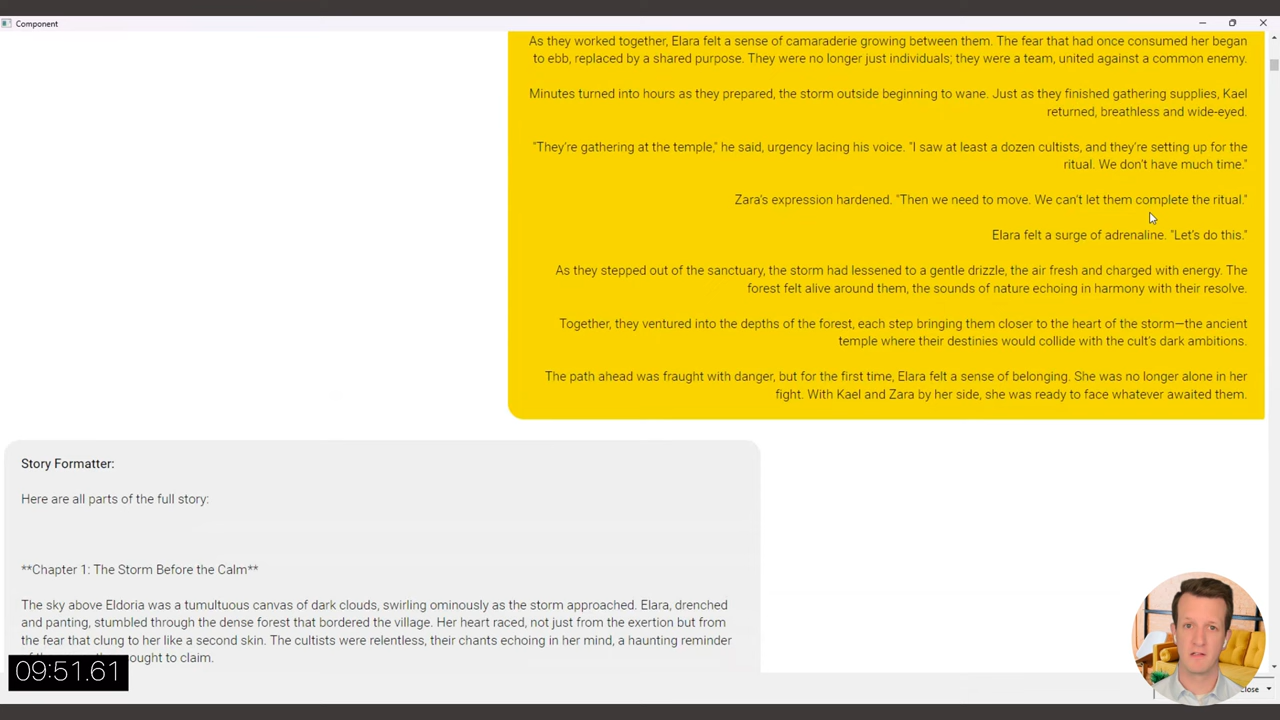 Component
As they worked together, Elara felt a sense of camaraderie growing between them. The fear that had once consumed her began
to ebb, replaced by a shared purpose. They were no longer just individuals; they were a team, united against a common enemy.
Minutes turned into hours as they prepared, the storm outside beginning to wane. Just as they finished gathering supplies, Kael
returned, breathless and wide-eyed.
"They're gathering at the temple," he said, urgency lacing his voice. "I saw at least a dozen cultists, and they're setting up for the
ritual. We don't have much time."
Zara's expression hardened. "Then we need to move. We can't let them complete the ritual."
Elara felt a surge of adrenaline. "Let's do this."
As they stepped out of the sanctuary, the storm had lessened to a gentle drizzle, the air fresh and charged with energy. The
forest felt alive around them, the sounds of nature echoing in harmony with their resolve.
Together, they ventured into the depths of the forest, each step bringing them closer to the heart of the storm—the ancient
temple where their destinies would collide with the cult's dark ambitions.
The path ahead was fraught with danger, but for the first time, Elara felt a sense of belonging. She was no longer alone in her
fight. With Kael and Zara by her side, she was ready to face whatever awaited them.
Story Formatter:
Here are all parts of the full story:
**Chapter 1: The Storm Before the Calm**
The sky above Eldoria was a tumultuous canvas of dark clouds, swirling ominously as the storm approached. Elara, drenched
and panting, stumbled through the dense forest that bordered the village. Her heart raced, not just from the exertion but from
the fear that clung to her like a second skin. The cultists were relentless, their chants echoing in her mind, a haunting reminder
to claim.
09:51.61